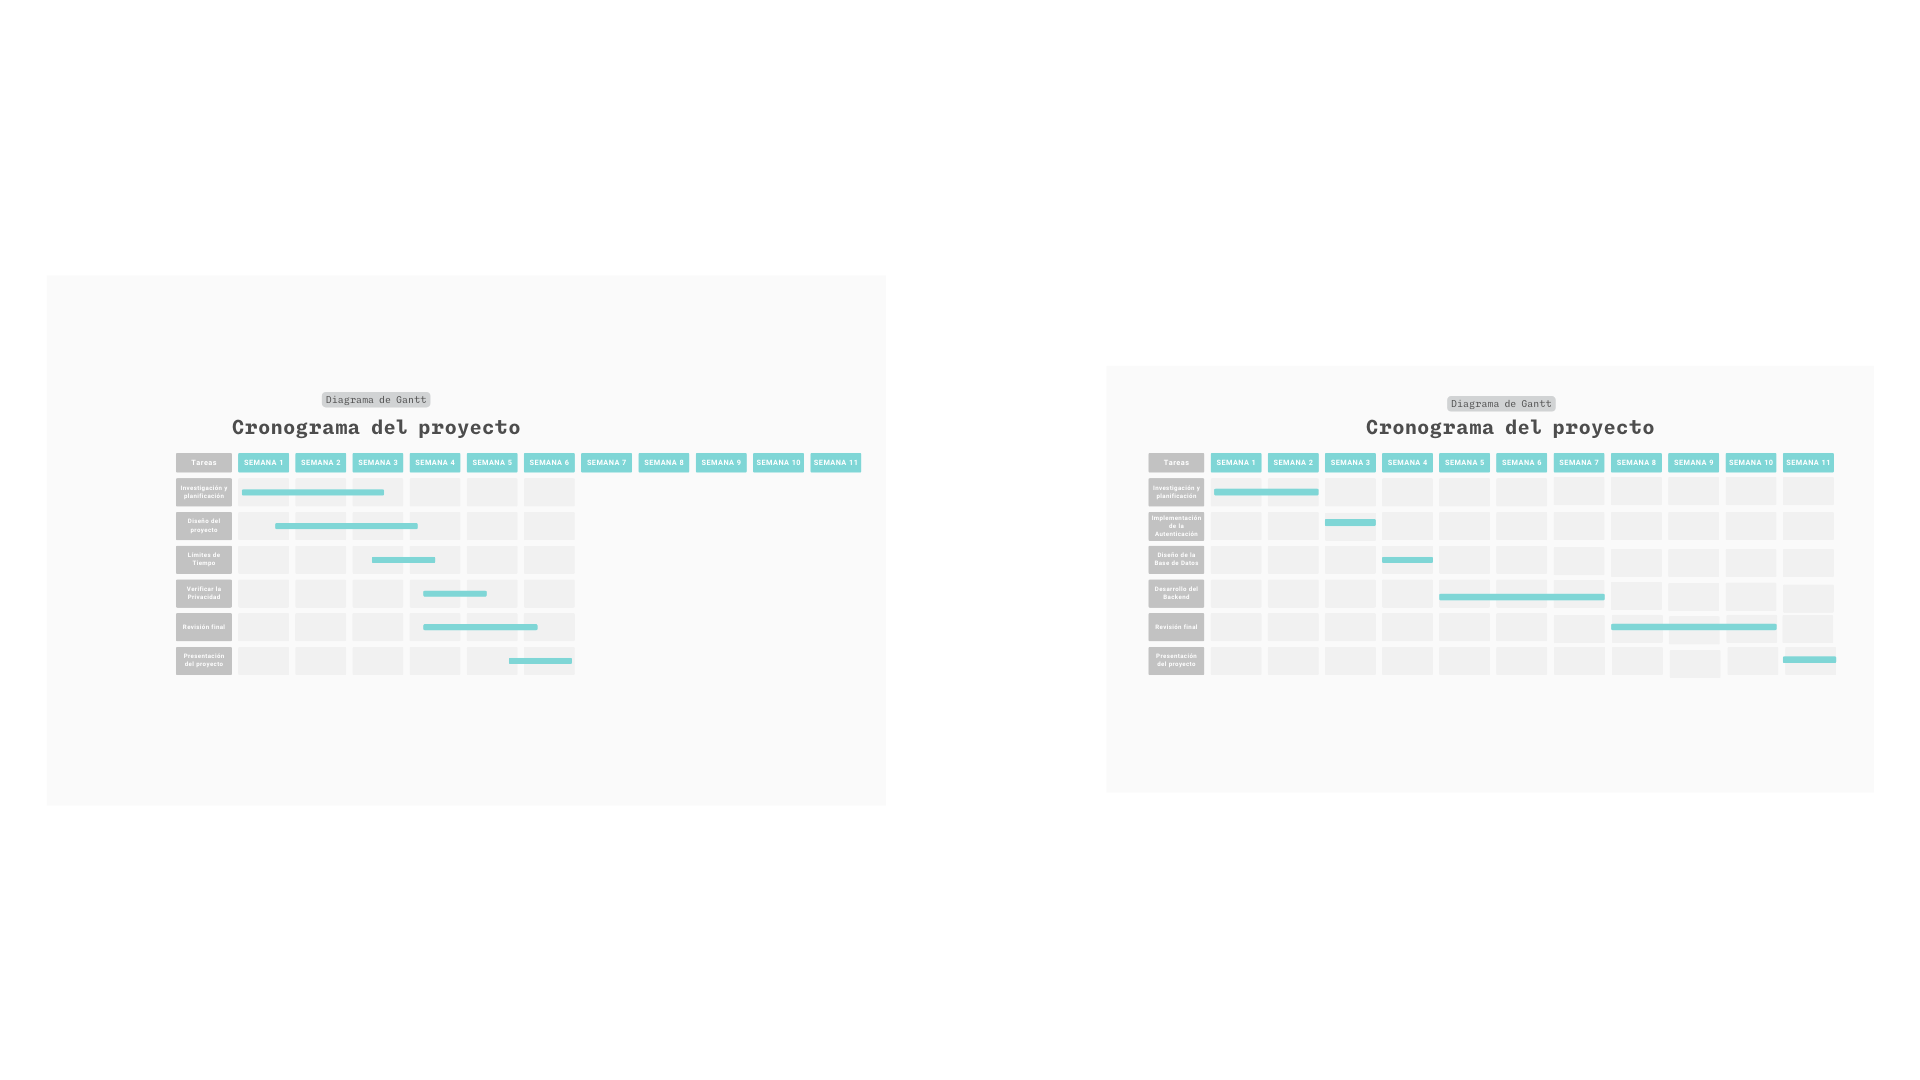 Diagrama de Gantt
Cronograma del proyecto
Tareas SEMANA 1 SEMANA 2 SEMANA 3 SEMANA 4 SEMANA 5 SEMANA 6 SEMANA 7 SEMANA 8 SEMANA 9 SEMANA 10 SEMANA 11
Investigación y
planificación
Diseño del
proyecto
Límites de
Tiempo
Verificar la
Privacidad
Revisión final
Presentación
del proyecto
Diagrama de Gantt
Cronograma del proyecto
Tareas SEMANA 1 SEMANA 2 SEMANA 3 SEMANA 4 SEMANA 5 SEMANA 6 SEMANA 7 SEMANA 8 SEMANA 9 SEMANA 10 SEMANA 11
Investigación y
planificación
Implementación
de la
Autenticación
Diseño de la
Base de Datos
Desarrollo del
Backend
Revisión final
Presentación
del proyecto